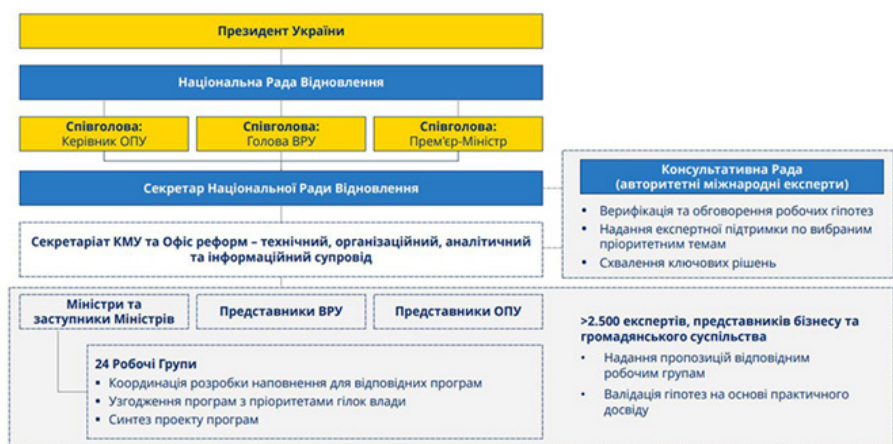 Президент України
Національна Рада Відновлення
Співголова:
Керівник ОПУ
Співголова:
Голова ВРУ
Співголова:
Прем'єр-Міністр
Секретар Національної Ради Відновлення
Консультативна Рада
(авторитетні міжнародні експерти)
• Верифікація та обговорення робочих гіпотез
• Надання експертної підтримки по вибраним
пріоритетним темам
• Схвалення ключових рішень
Секретаріат КМУ та Офіс реформ – технічний, організаційний, аналітичний
та інформаційний супровід
Міністри та
заступники Міністрів
Представники ВРУ
Представники ОПУ
24 Робочі Групи
▪ Координація розробки наповнення для відповідних програм
▪ Узгодження програм з пріоритетами гілок влади
▪ Синтез проекту програм
>2.500 експертів, представників бізнесу та
громадянського суспільства
• Надання пропозицій відповідним
робочим групам
• Валідація гіпотез на основі практичного
досвіду